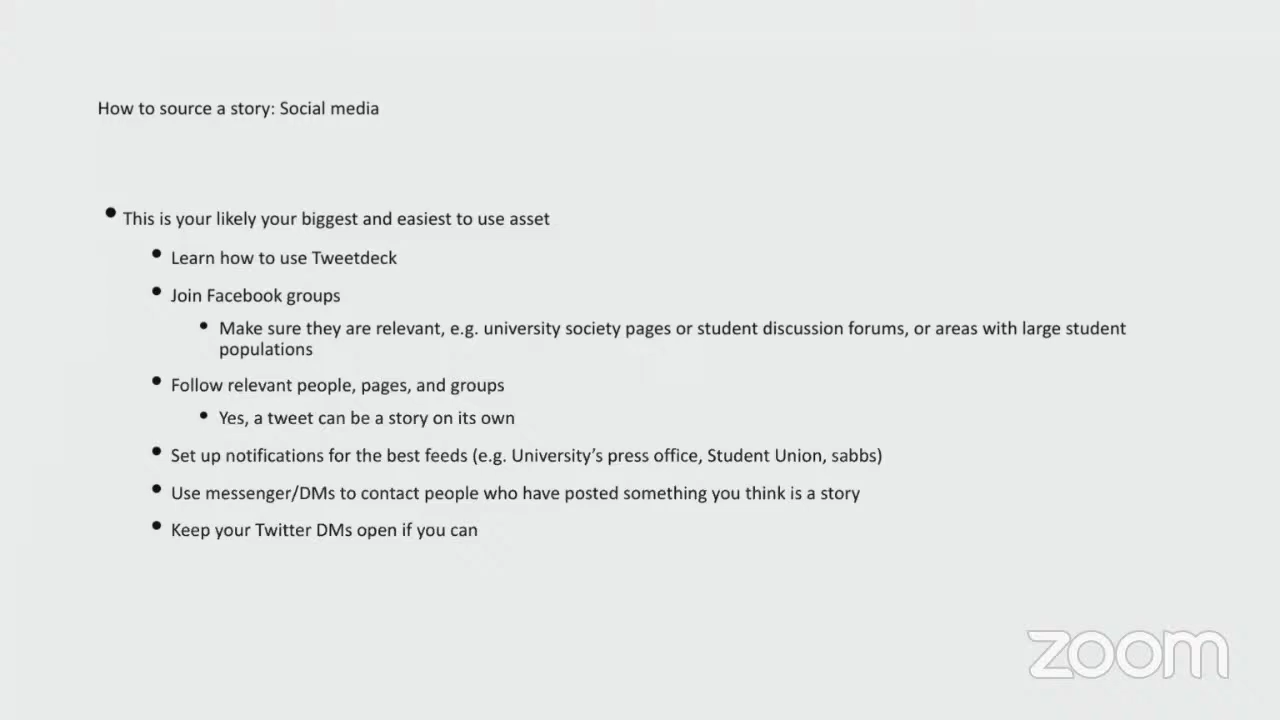 How to source a story: Social media
• This is your likely your biggest and easiest to use asset
• Learn how to use Tweetdeck
• Join Facebook groups
• Make sure they are relevant, e.g. university society pages or student discussion forums, or areas with large student
populations
• Follow relevant people, pages, and groups
• Yes, a tweet can be a story on its own
• Set up notifications for the best feeds (e.g. University’s press office, Student Union, sabbs)
• Use messenger/DMs to contact people who have posted something you think is a story
• Keep your Twitter DMs open if you can
zoom